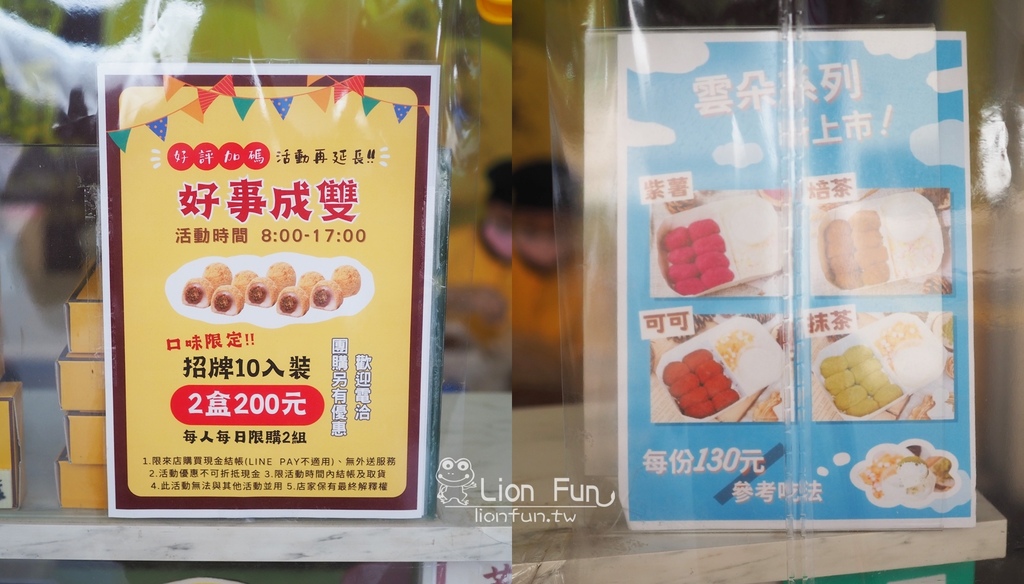 好評加碼 活動再延長!!
好事成雙
活動時間 8:00-17:00
口味限定!!
招牌10入裝
2盒200元
每人每日限購2組
歡迎電洽
團購另有優惠
1.限來店購買現金結帳(LINE PAY不適用)、無外送服務
2.活動優惠不可折抵現金 3.限活動時間內結帳及取貨
4.此活動無法與其他活動並用 5.店家保有最終解釋權
雲朵系列
上市!
紫薯
焙茶
可可
抹茶
每份130元
參考吃法
Lion Fun
lionfun.tw